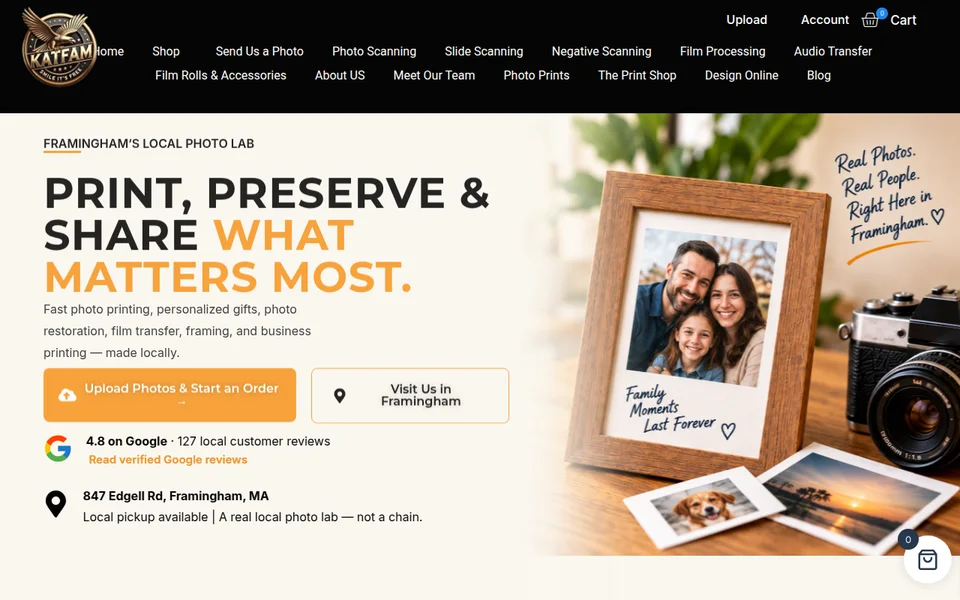 Upload Account 0 Cart
KATFAM
SMILE IT'S FREE
Home Shop Send Us a Photo Photo Scanning Slide Scanning Negative Scanning Film Processing Audio Transfer
Film Rolls & Accessories About US Meet Our Team Photo Prints The Print Shop Design Online Blog
FRAMINGHAM'S LOCAL PHOTO LAB
PRINT, PRESERVE &
SHARE WHAT
MATTERS MOST.
Fast photo printing, personalized gifts, photo
restoration, film transfer, framing, and business
printing — made locally.
Upload Photos & Start an Order
→
Visit Us in
Framingham
4.8 on Google · 127 local customer reviews
Read verified Google reviews
847 Edgell Rd, Framingham, MA
Local pickup available | A real local photo lab — not a chain.
Real Photos.
Real People.
Right Here in
Framingham.
Family
Moments
Last Forever
0